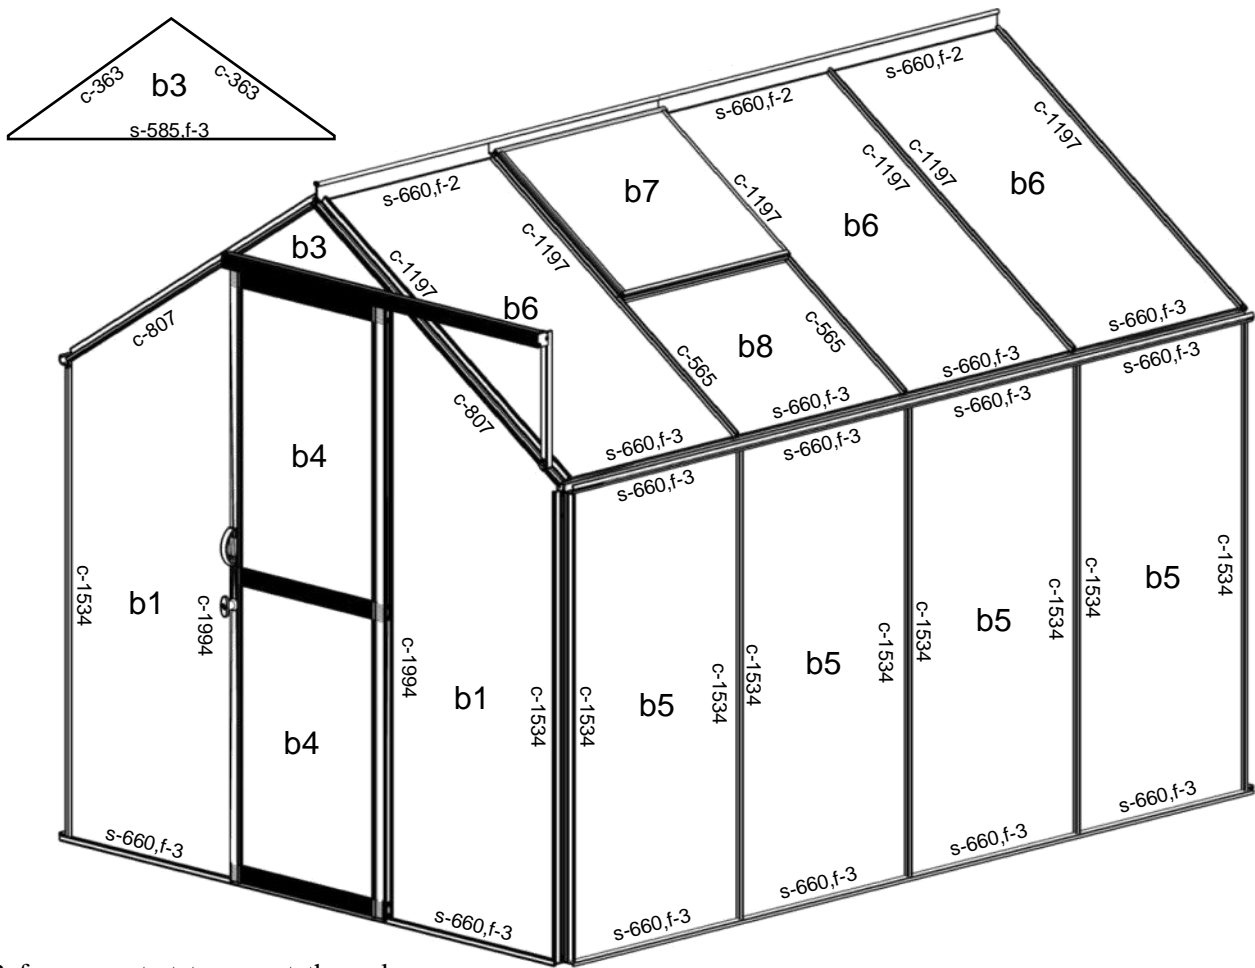 c-363
b3
c-363
s-585,f-3
s-660,f-2
s-660,f-2
s-660,f-2
c-1197
c-1197
c-1197
b6
b7
c-1197
b6
b3
c-1197
c-1197
b6
c-807
c-565
b8
c-565
s-660,f-3
s-660,f-3
s-660,f-3
s-660,f-3
c-807
s-660,f-3
s-660,f-3
s-660,f-3
s-660,f-3
b4
c-1534
b1
c-1994
b4
c-1994
b1
c-1534
c-1534
b5
c-1534
c-1534
b5
c-1534
c-1534
b5
c-1534
c-1534
b5
c-1534
s-660,f-3
s-660,f-3
s-660,f-3
s-660,f-3
s-660,f-3
s-660,f-3